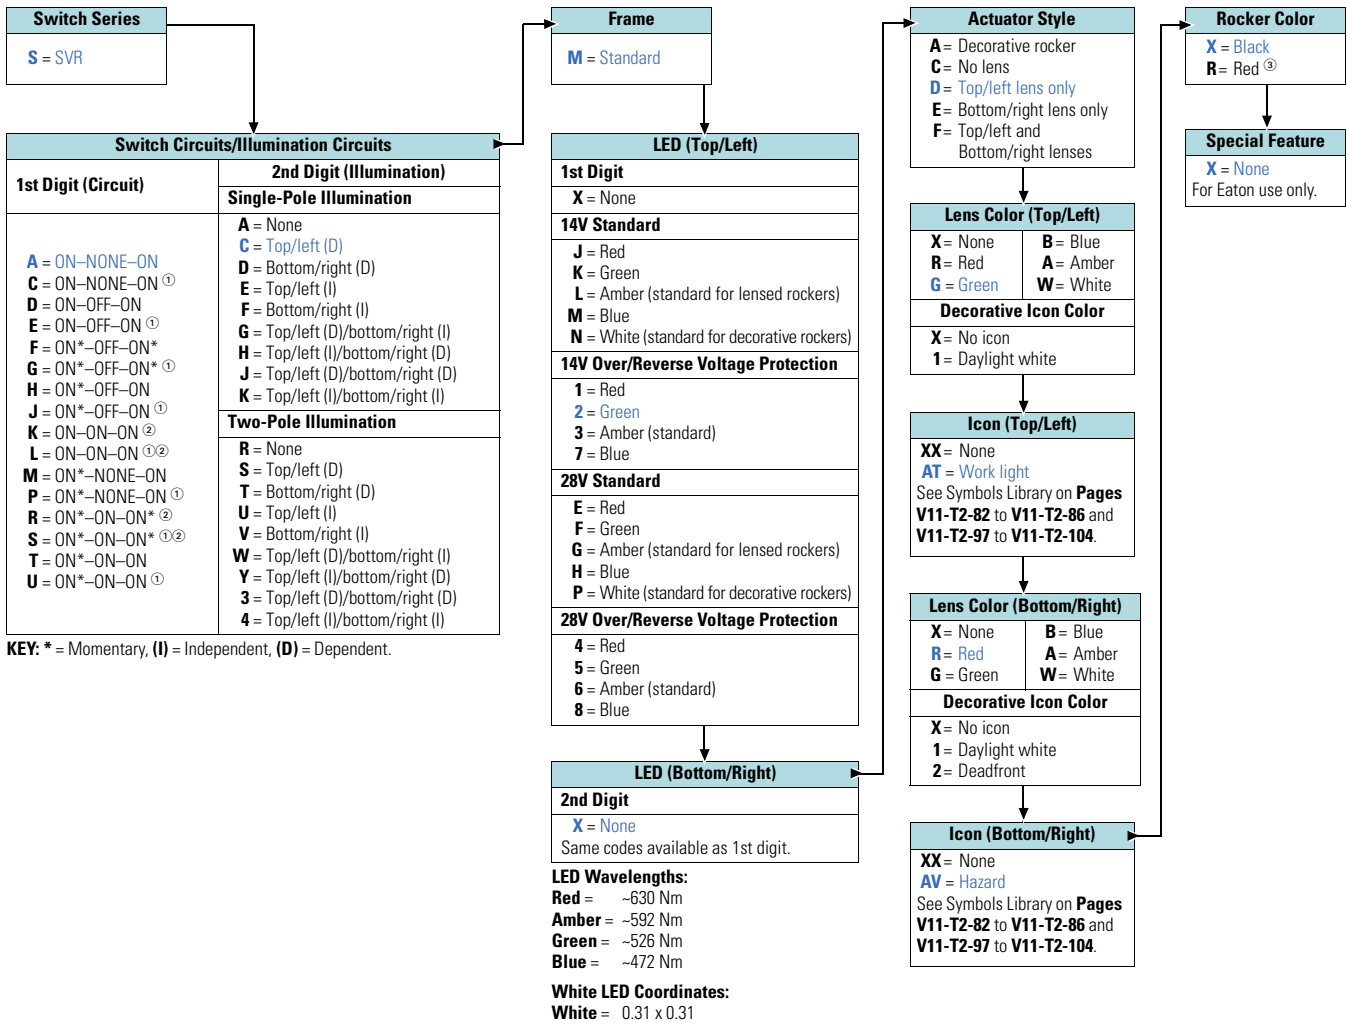 Switch Series
S = SVR
Switch Circuits/Illumination Circuits
1st Digit (Circuit)
A = ON–NONE–ON
C = ON–NONE–ON ①
D = ON–OFF–ON
E = ON–OFF–ON ①
F = ON*–OFF–ON*
G = ON*–OFF–ON* ①
H = ON*–OFF–ON
J = ON*–OFF–ON ①
K = ON–ON–ON ②
L = ON–ON–ON ①②
M = ON*–NONE–ON
P = ON*–NONE–ON ①
R = ON*–ON–ON* ②
S = ON*–ON–ON* ①②
T = ON*–ON–ON
U = ON*–ON–ON ①
2nd Digit (Illumination)
Single-Pole Illumination
A = None
C = Top/left (D)
D = Bottom/right (D)
E = Top/left (I)
F = Bottom/right (I)
G = Top/left (D)/bottom/right (I)
H = Top/left (I)/bottom/right (D)
J = Top/left (D)/bottom/right (D)
K = Top/left (I)/bottom/right (I)
Two-Pole Illumination
R = None
S = Top/left (D)
T = Bottom/right (D)
U = Top/left (I)
V = Bottom/right (I)
W = Top/left (D)/bottom/right (I)
Y = Top/left (I)/bottom/right (D)
3 = Top/left (D)/bottom/right (D)
4 = Top/left (I)/bottom/right (I)
KEY: * = Momentary, (I) = Independent, (D) = Dependent.
Frame
M = Standard
LED (Top/Left)
1st Digit
X = None
14V Standard
J = Red
K = Green
L = Amber (standard for lensed rockers)
M = Blue
N = White (standard for decorative rockers)
14V Over/Reverse Voltage Protection
1 = Red
2 = Green
3 = Amber (standard)
7 = Blue
28V Standard
E = Red
F = Green
G = Amber (standard for lensed rockers)
H = Blue
P = White (standard for decorative rockers)
28V Over/Reverse Voltage Protection
4 = Red
5 = Green
6 = Amber (standard)
8 = Blue
LED (Bottom/Right)
2nd Digit
X = None
Same codes available as 1st digit.
LED Wavelengths:
Red = ~630 Nm
Amber = ~592 Nm
Green = ~526 Nm
Blue = ~472 Nm
White LED Coordinates:
White = 0.31 x 0.31
Actuator Style
A = Decorative rocker
C = No lens
D = Top/left lens only
E = Bottom/right lens only
F = Top/left and
Bottom/right lenses
Lens Color (Top/Left)
X = None B = Blue
R = Red A = Amber
G = Green W = White
Decorative Icon Color
X = No icon
1 = Daylight white
Icon (Top/Left)
XX = None
AT = Work light
See Symbols Library on Pages
V11-T2-82 to V11-T2-86 and
V11-T2-97 to V11-T2-104.
Lens Color (Bottom/Right)
X = None B = Blue
R = Red A = Amber
G = Green W = White
Decorative Icon Color
X = No icon
1 = Daylight white
2 = Deadfront
Icon (Bottom/Right)
XX = None
AV = Hazard
See Symbols Library on Pages
V11-T2-82 to V11-T2-86 and
V11-T2-97 to V11-T2-104.
Rocker Color
X = Black
R = Red ③
Special Feature
X = None
For Eaton use only.